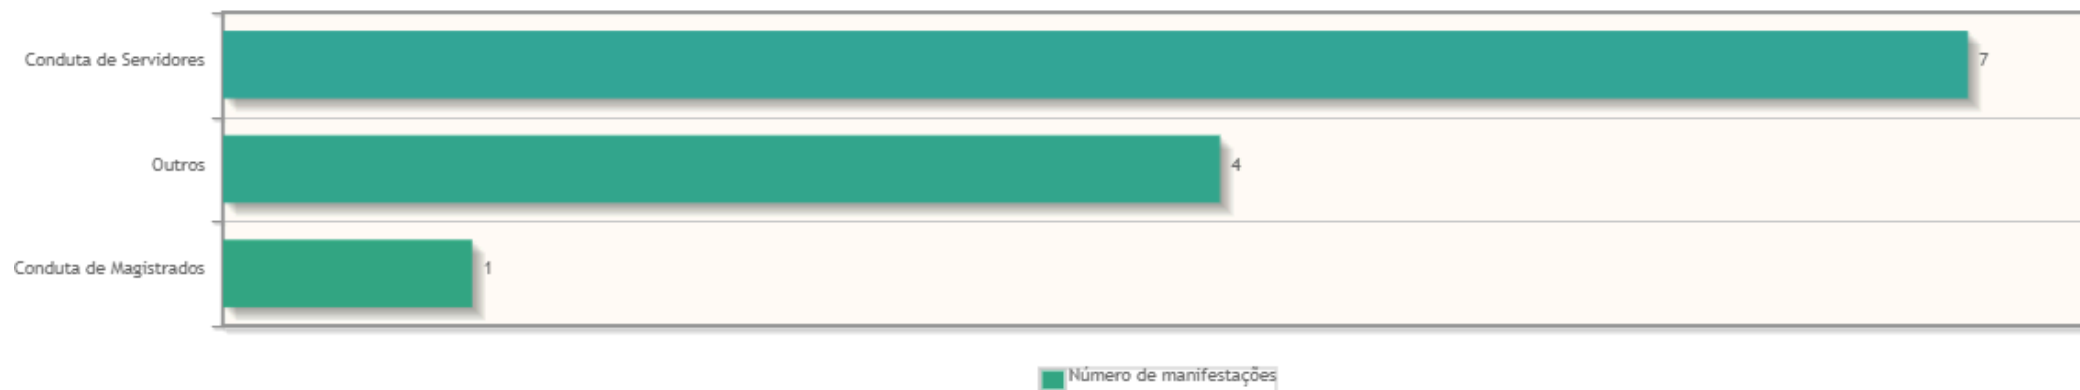 Conduta de Servidores
7
Outros
4
Conduta de Magistrados
1
Número de manifestações